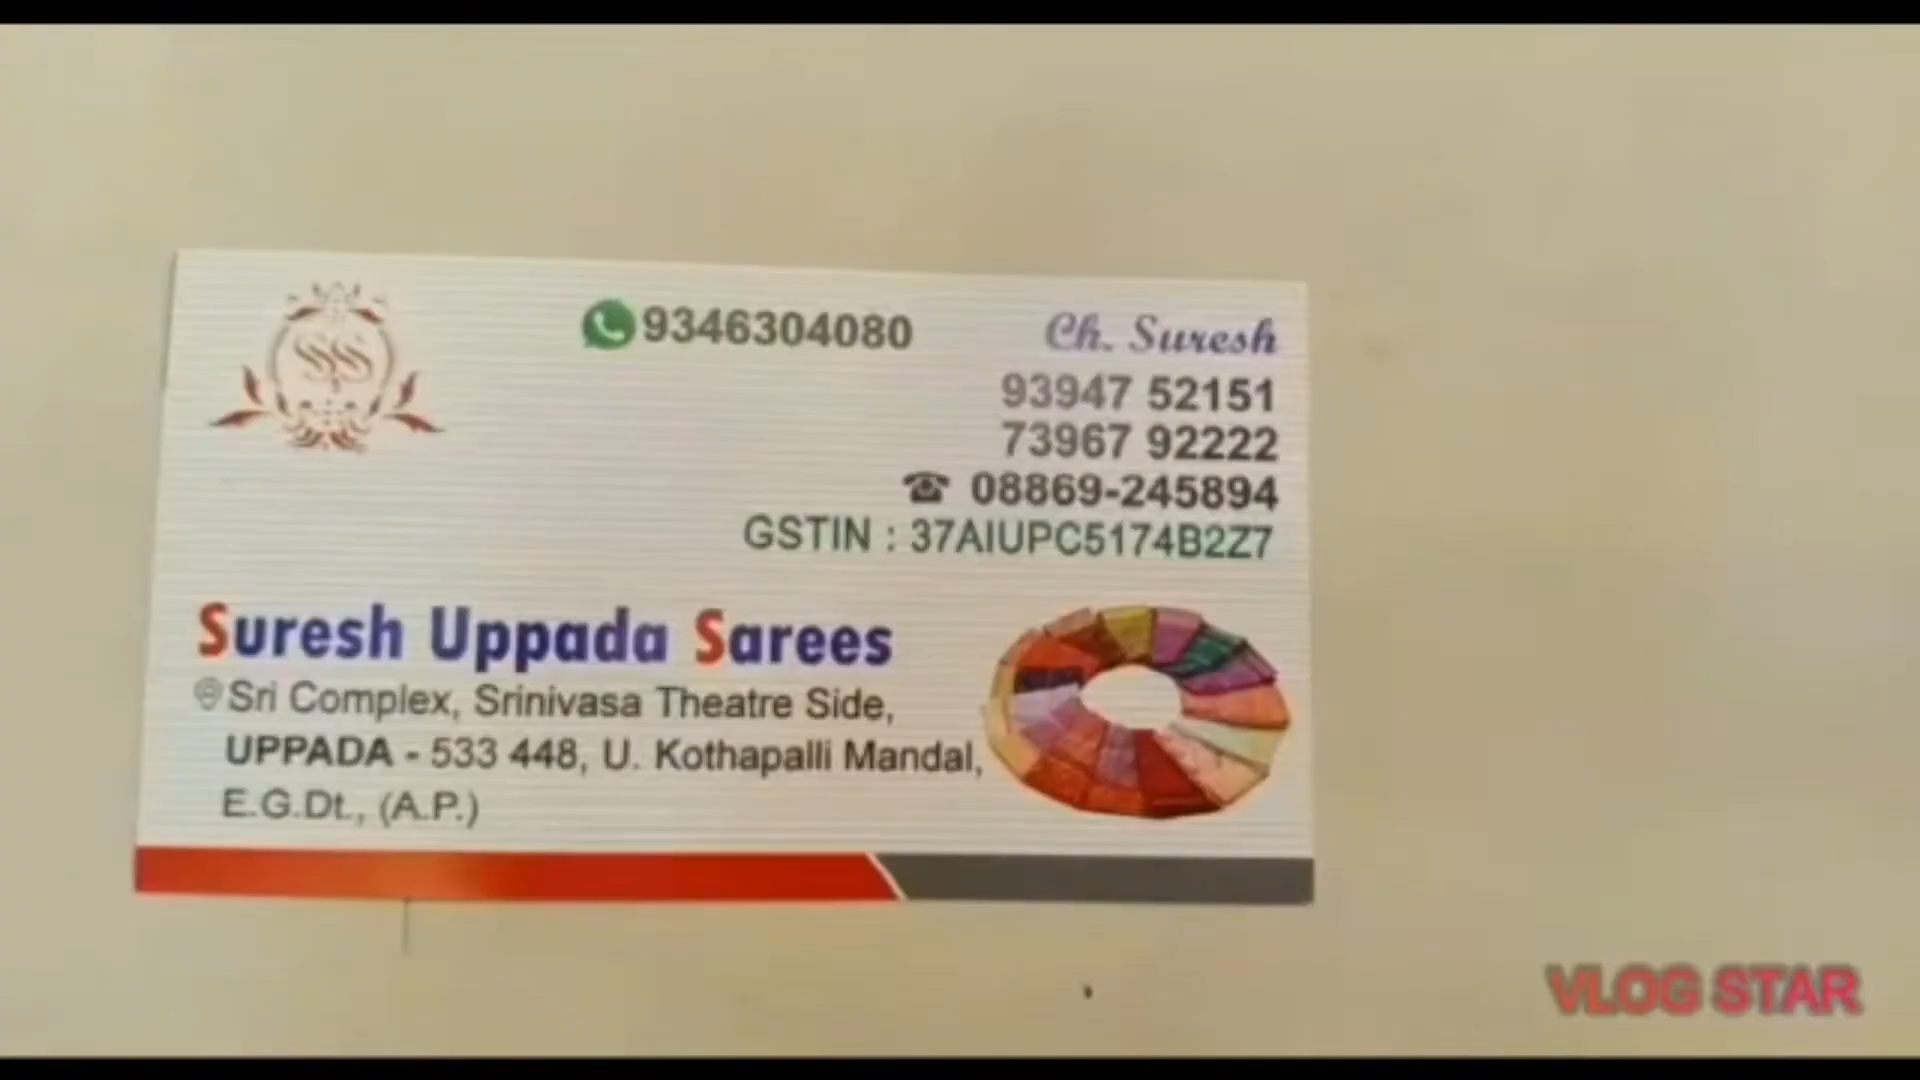 SS
9346304080
Ch. Suresh
93947 52151
73967 92222
08869-245894
GSTIN : 37AIUPC5174B2Z7
Suresh Uppada Sarees
Sri Complex, Srinivasa Theatre Side,
UPPADA - 533 448, U. Kothapalli Mandal,
E.G.Dt., (A.P.)
VLOG STAR